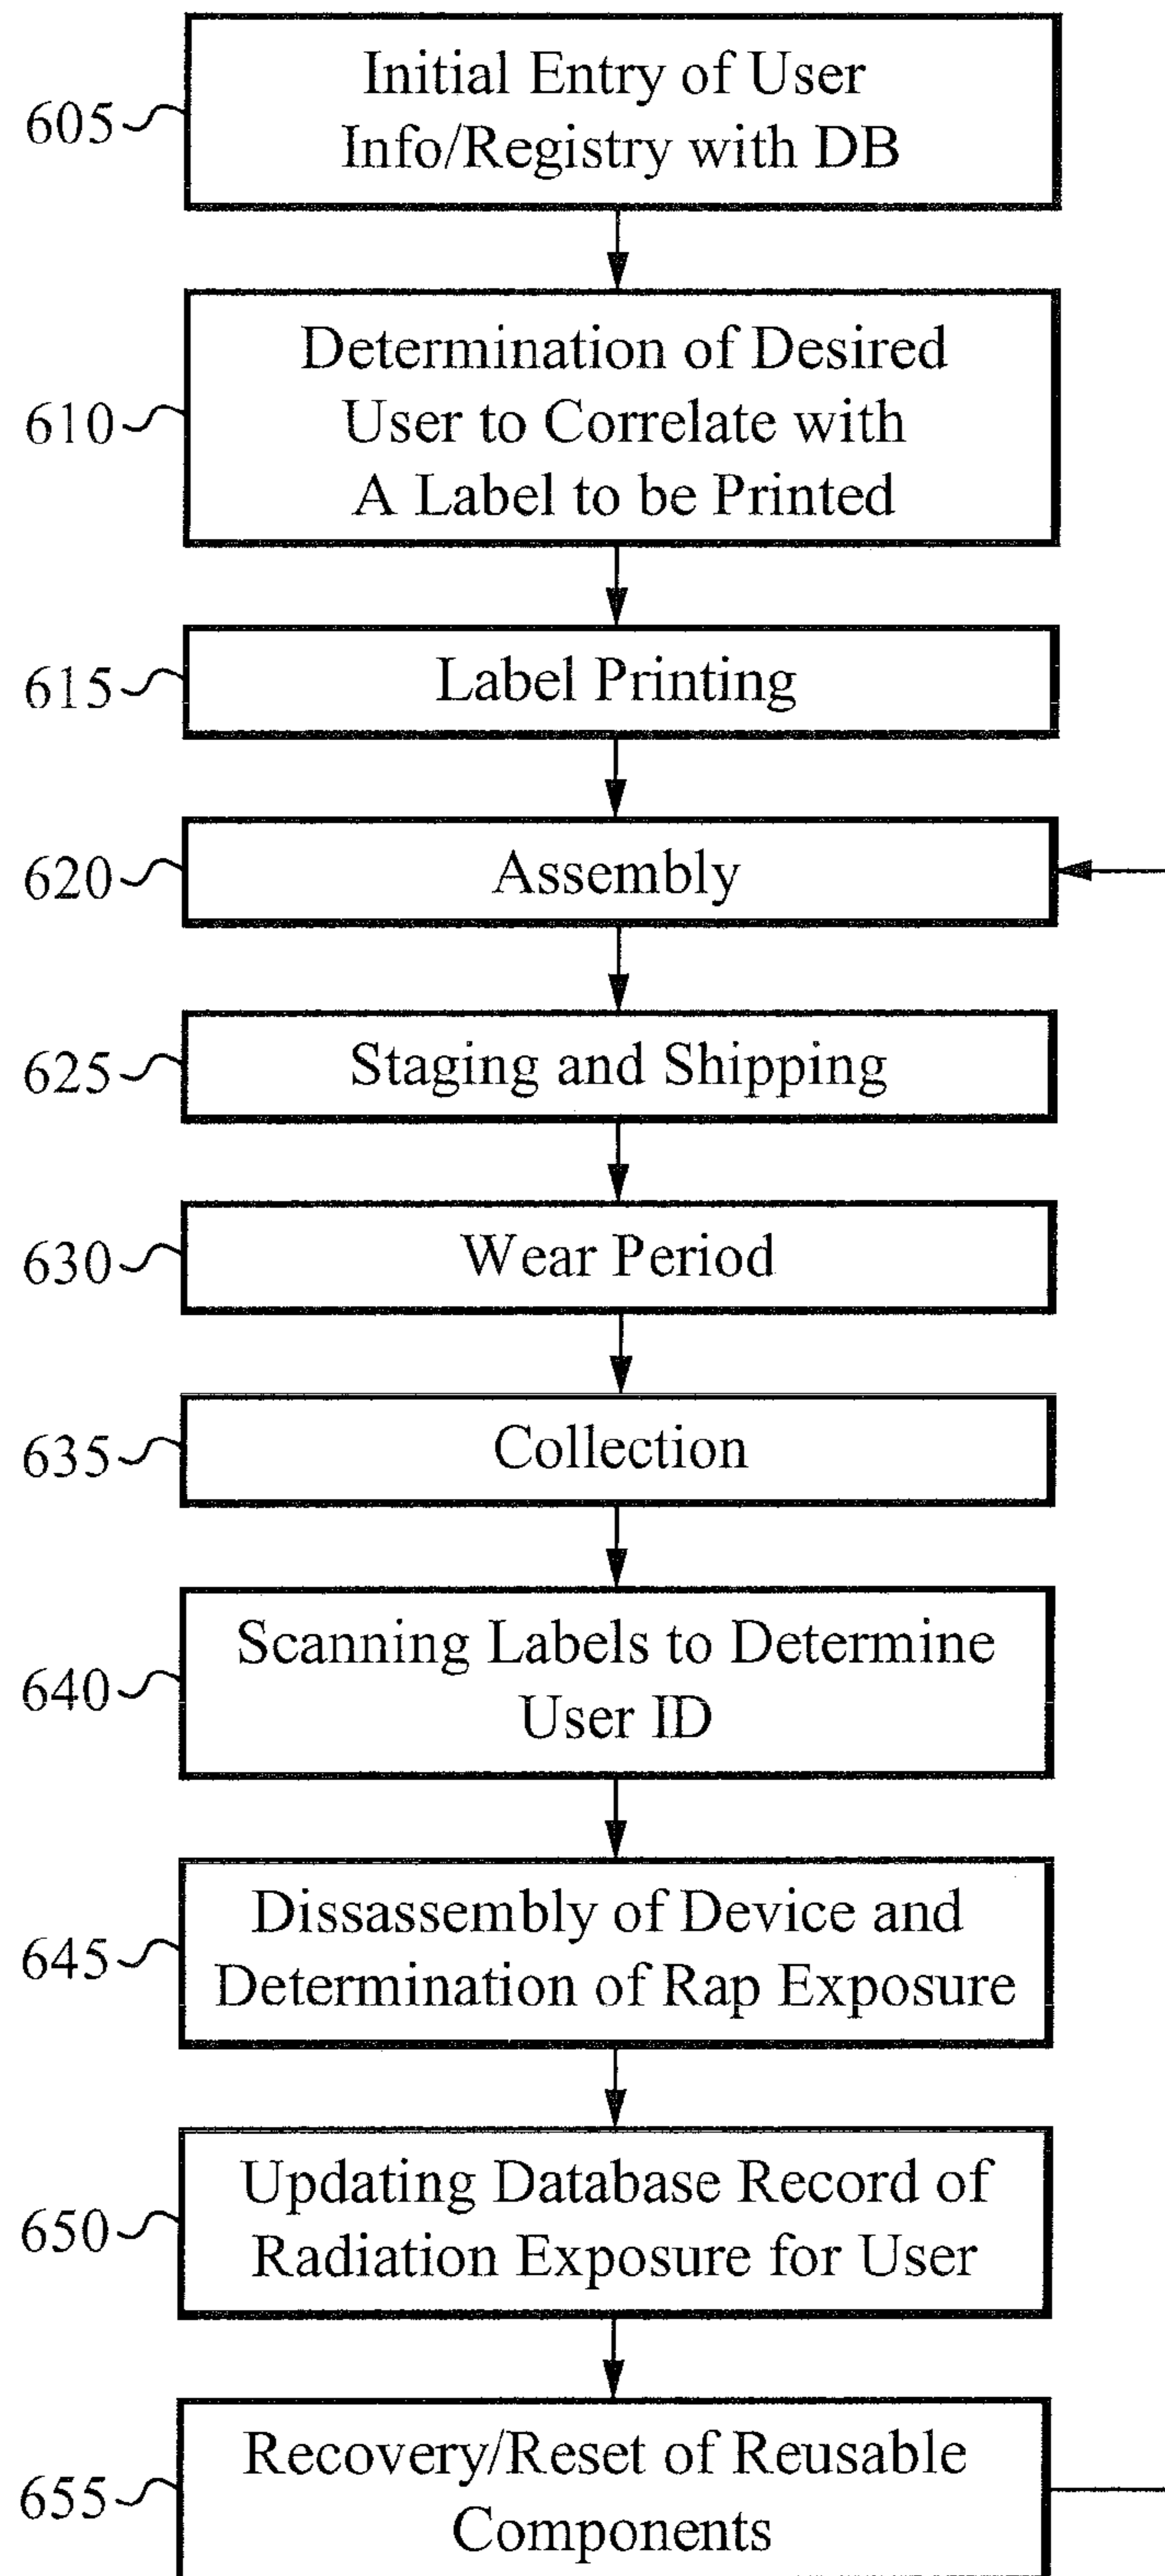 605
Initial Entry of User
Info/Registry with DB
610
Determination of Desired
User to Correlate with
A Label to be Printed
615
Label Printing
620
Assembly
625
Staging and Shipping
630
Wear Period
635
Collection
640
Scanning Labels to Determine
User ID
645
Dissassembly of Device and
Determination of Rap Exposure
650
Updating Database Record of
Radiation Exposure for User
655
Recovery/Reset of Reusable
Components